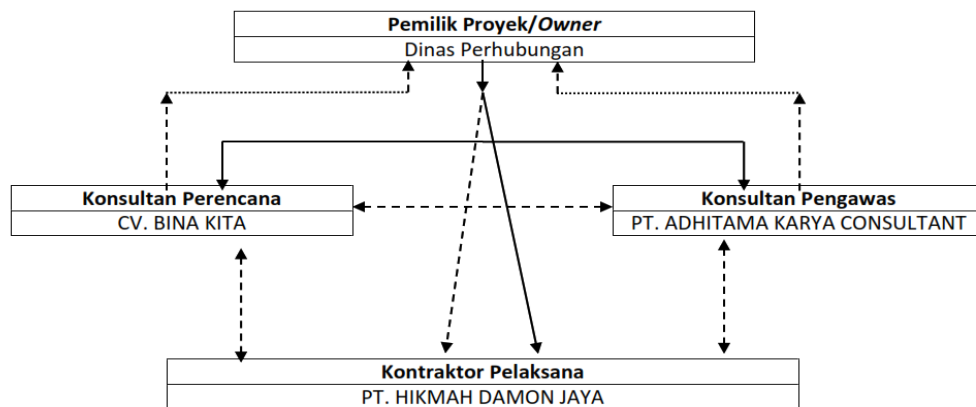 Pemilik Proyek/Owner
Dinas Perhubungan
Konsultan Perencana
CV. BINA KITA
Konsultan Pengawas
PT. ADHITAMA KARYA CONSULTANT
Kontraktor Pelaksana
PT. HIKMAH DAMON JAYA